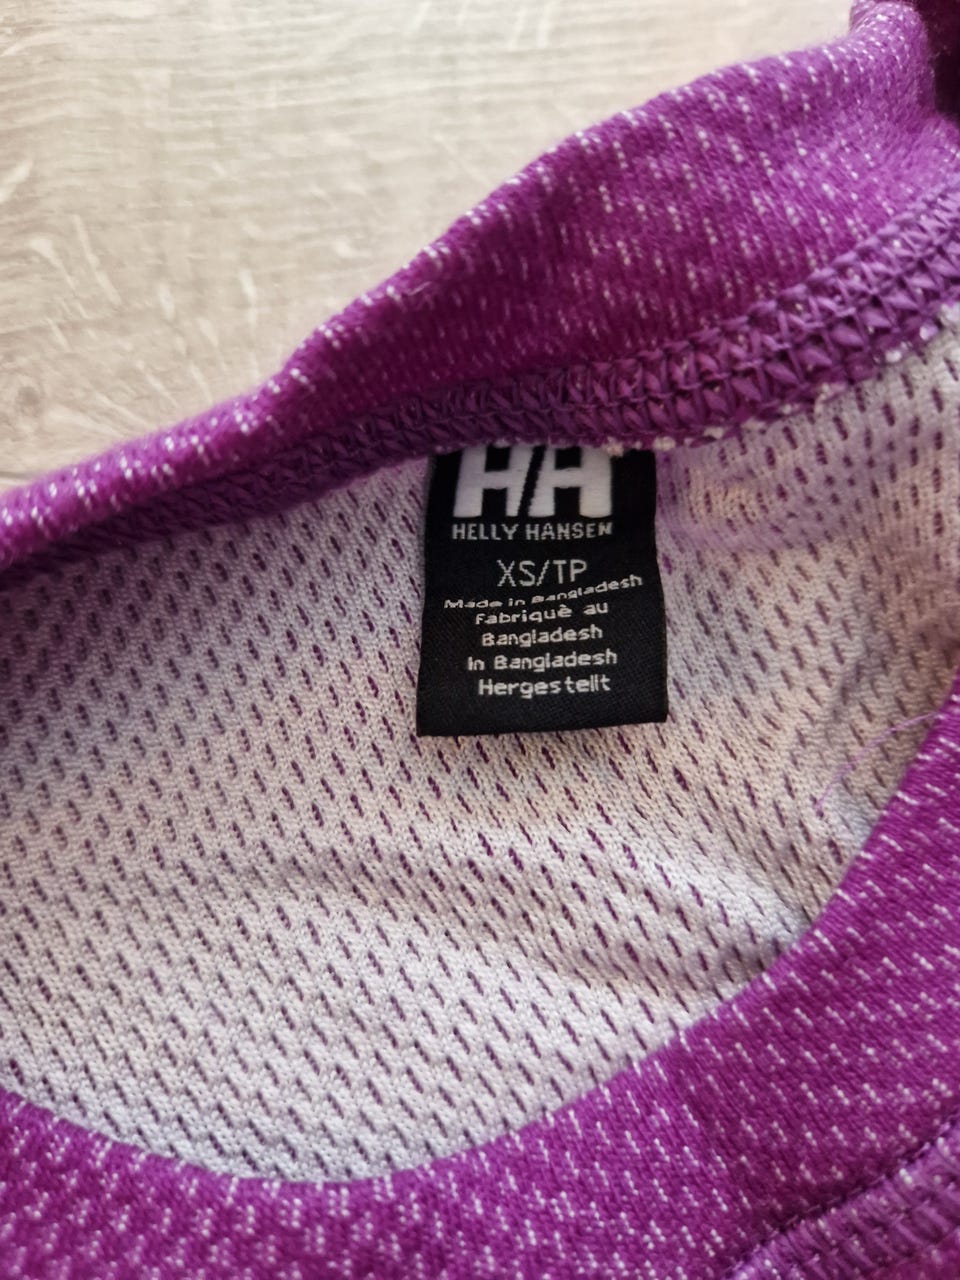 HH
HELLY HANSEN
XS/TP
Made in Bangladesh
Fabriquè au
Bangladesh
In Bangladesh
Hergestellt